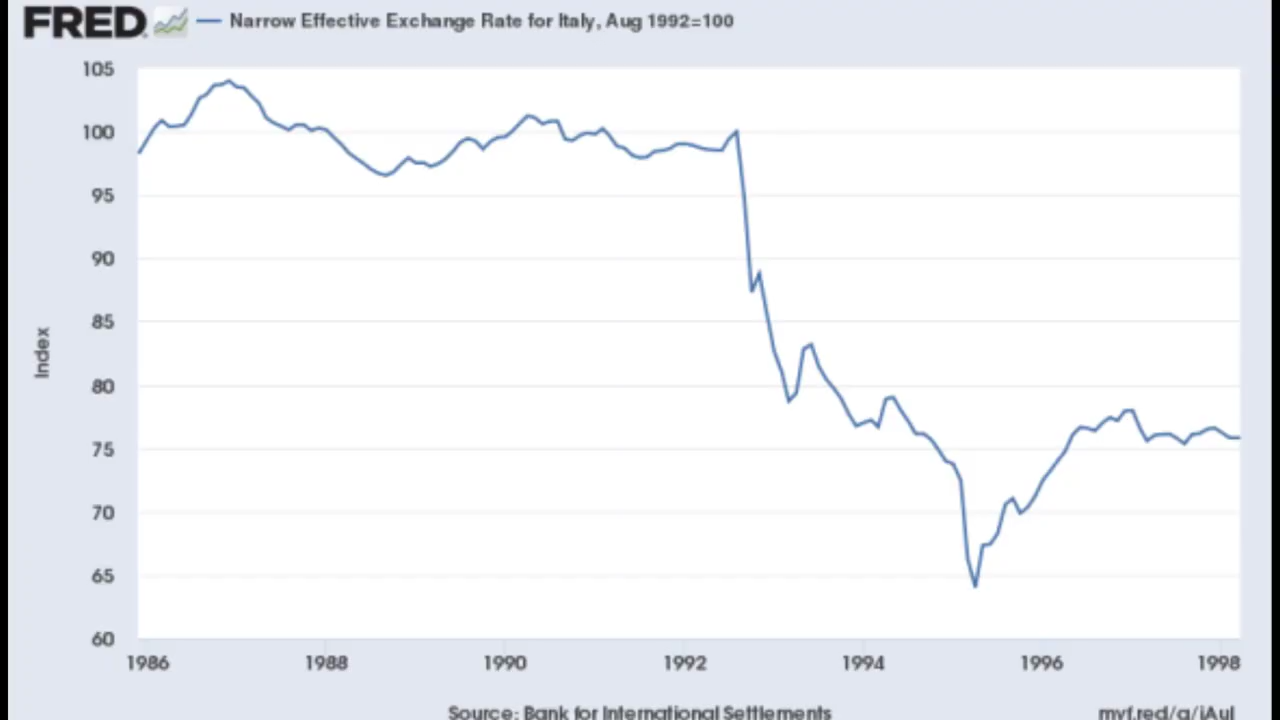 FRED
Narrow Effective Exchange Rate for Italy, Aug 1992=100
105
100
95
90
85
80
75
70
65
60
Index
1986 1988 1990 1992 1994 1996 1998
Source: Bank for International Settlements